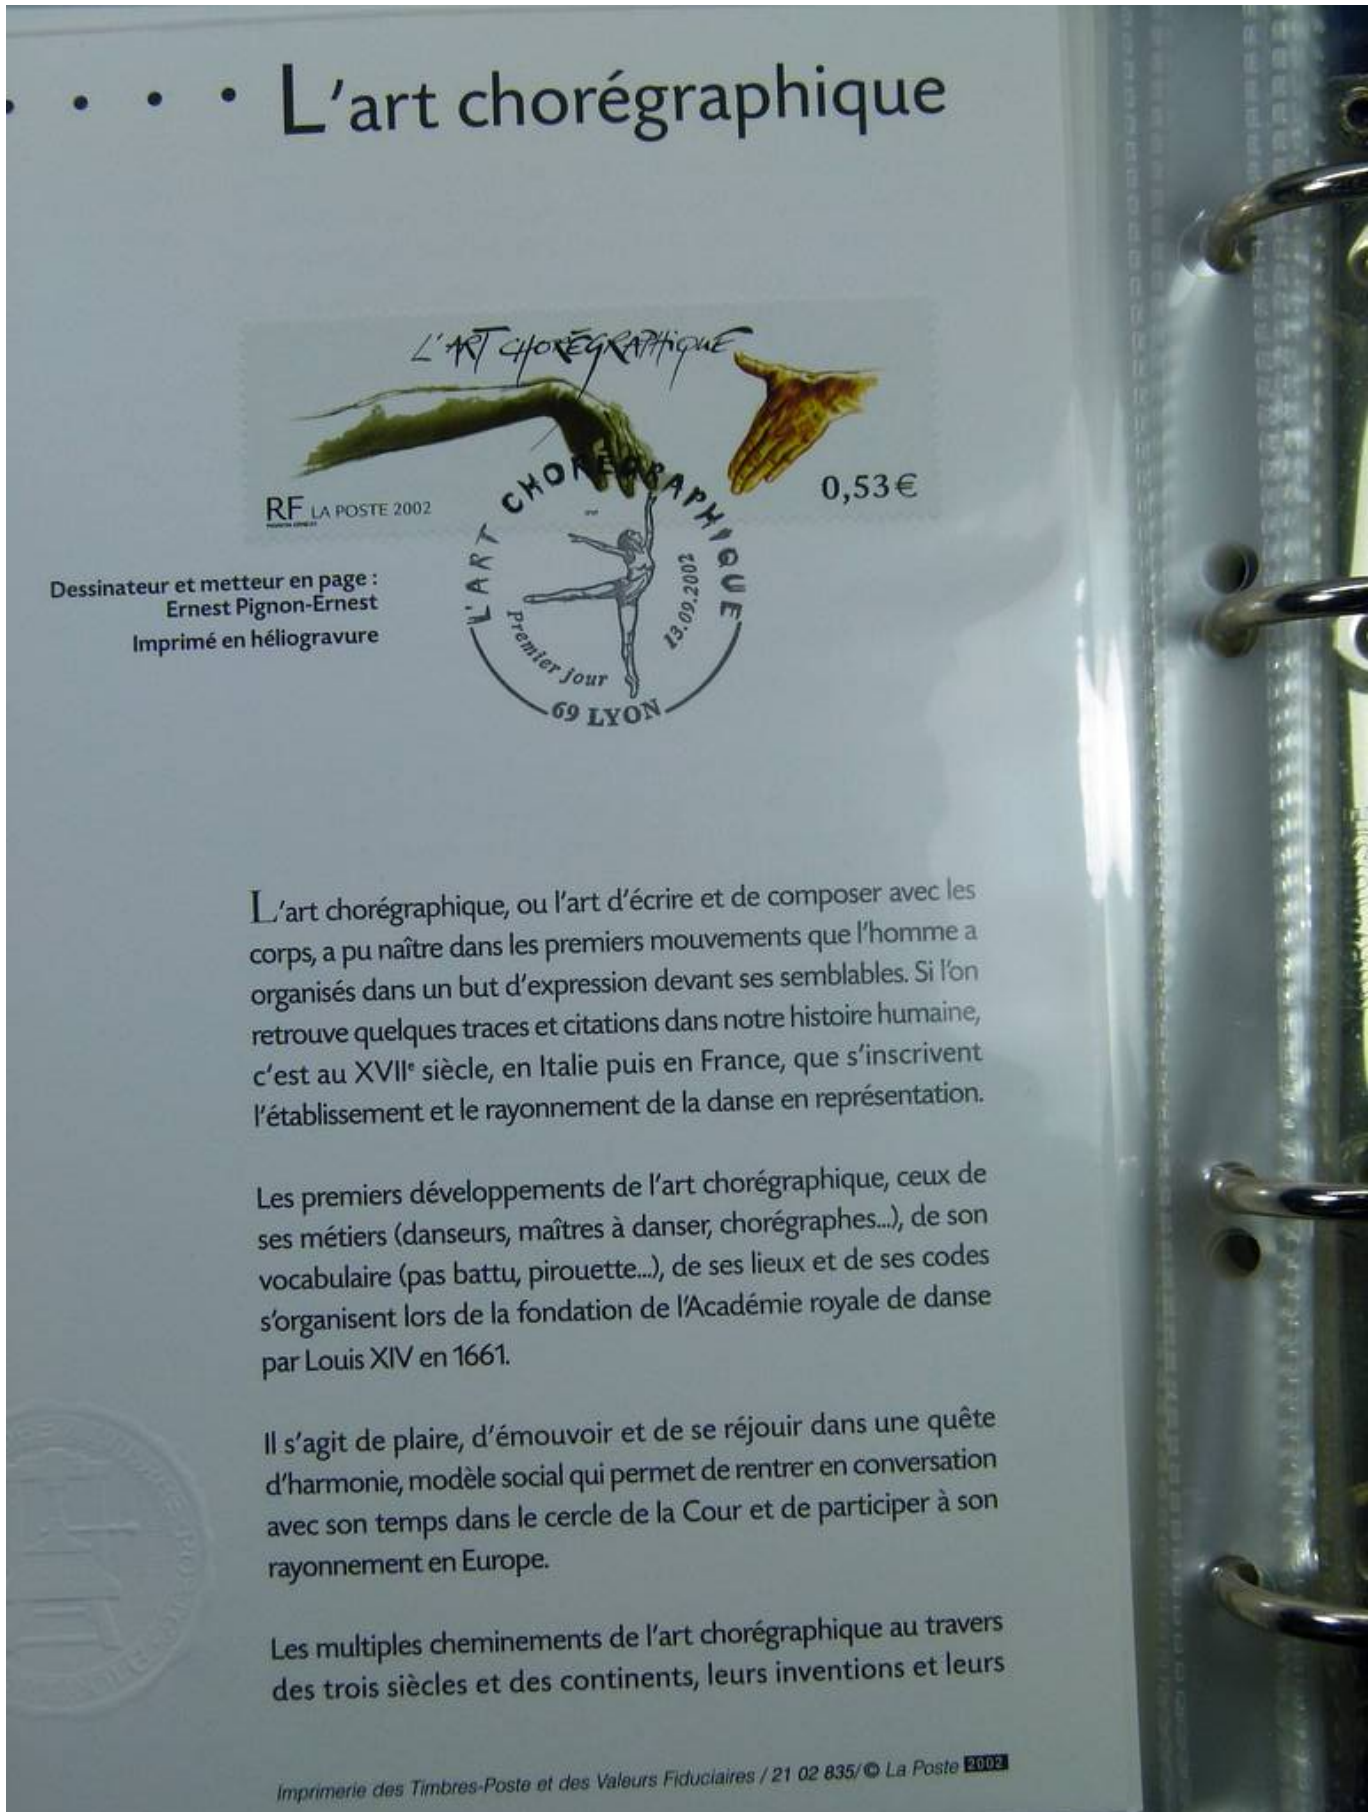 L'art chorégraphique
L'ART CHORÉGRAPHIQUE
0,53€
RF LA POSTE 2002
L'ART CHORÉGRAPHIQUE
Premier jour
13.09.2002
69 LYON
Dessinateur et metteur en page :
Ernest Pignon-Ernest
Imprimé en héliogravure
L'art chorégraphique, ou l'art d'écrire et de composer avec les
corps, a pu naître dans les premiers mouvements que l'homme a
organisés dans un but d'expression devant ses semblables. Si l'on
retrouve quelques traces et citations dans notre histoire humaine,
c'est au XVIIe siècle, en Italie puis en France, que s'inscrivent
l'établissement et le rayonnement de la danse en représentation.
Les premiers développements de l'art chorégraphique, ceux de
ses métiers (danseurs, maîtres à danser, chorégraphes...), de son
vocabulaire (pas battu, pirouette...), de ses lieux et de ses codes
s'organisent lors de la fondation de l'Académie royale de danse
par Louis XIV en 1661.
Il s'agit de plaire, d'émouvoir et de se réjouir dans une quête
d'harmonie, modèle social qui permet de rentrer en conversation
avec son temps dans le cercle de la Cour et de participer à son
rayonnement en Europe.
Les multiples cheminements de l'art chorégraphique au travers
des trois siècles et des continents, leurs inventions et leurs
Imprimerie des Timbres-Poste et des Valeurs Fiduciaires / 21 02 835/© La Poste 2002